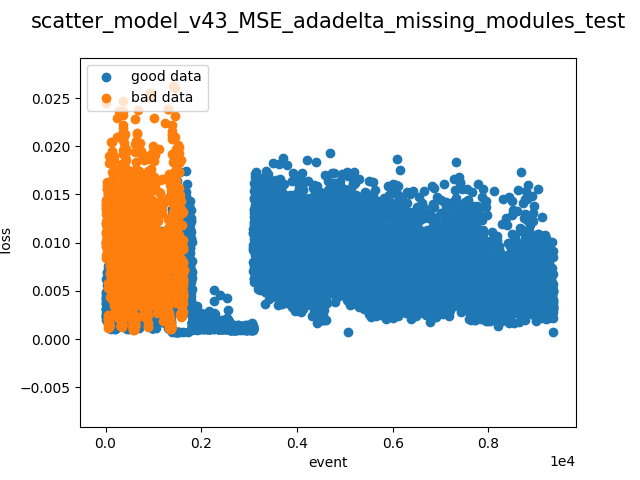 scatter_model_v43_MSE_adadelta_missing_modules_test
good data
bad data
0.025
0.020
0.015
0.010
0.005
0.000
−0.005
loss
0.0 0.2 0.4 0.6 0.8
1e4
event